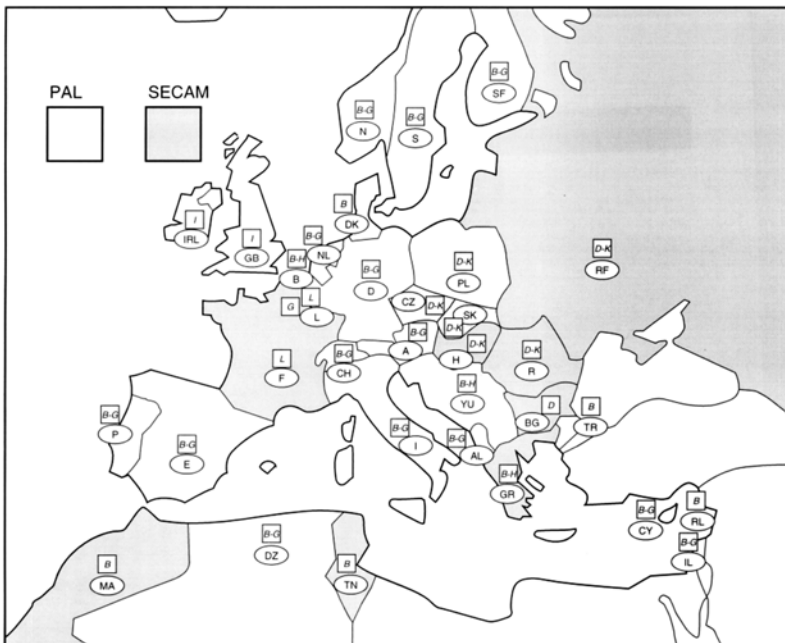 PAL
SECAM
B-G
SF
B-G
N
B-G
S
B
DK
I
IRL
I
GB
B-G
NL
B-H
B
B-G
D
D-K
PL
D-K
RF
G
L
L
CZ
D-K
SK
D-K
B-G
A
D-K
H
D-K
R
L
F
B-G
CH
B-H
YU
D
BG
B
TR
B-G
P
B-G
E
B-G
I
B-G
AL
B-H
GR
B-G
CY
B
RL
B-G
IL
B
MA
B-G
DZ
B
TN